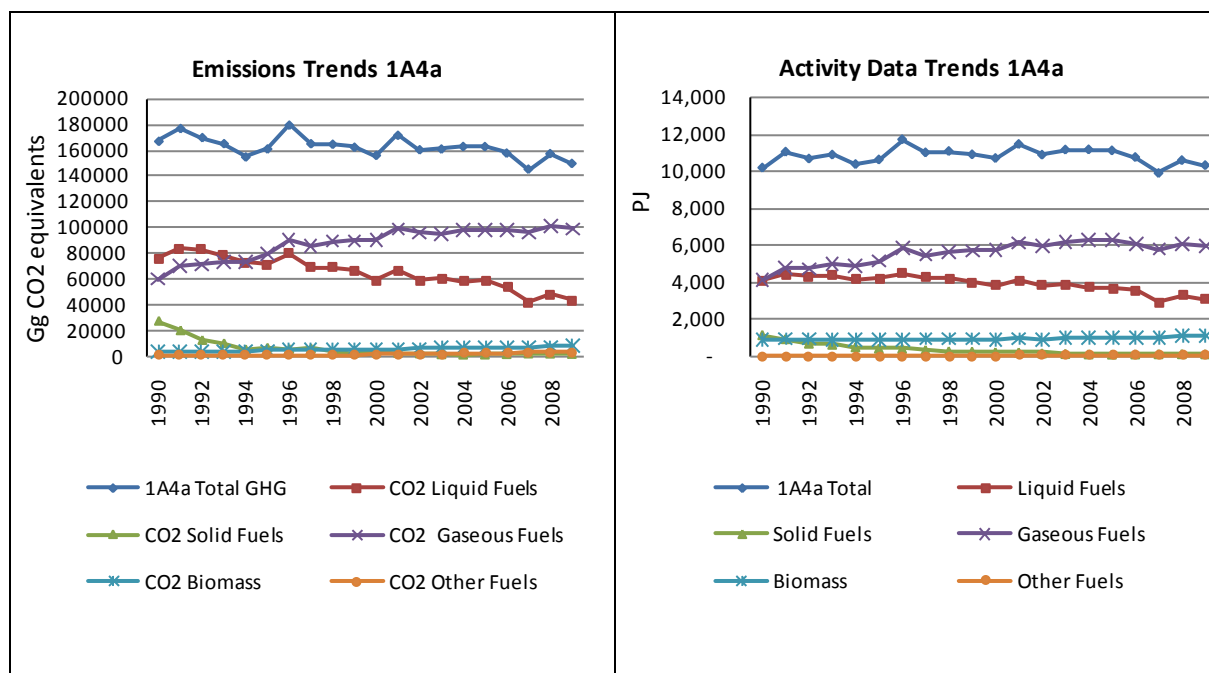 Emissions Trends 1A4a
Gg CO2 equivalents
200000
180000
160000
140000
120000
100000
80000
60000
40000
20000
0
1990
1992
1994
1996
1998
2000
2002
2004
2006
2008
1A4a Total GHG
CO2 Liquid Fuels
CO2 Solid Fuels
CO2 Gaseous Fuels
CO2 Biomass
CO2 Other Fuels
Activity Data Trends 1A4a
PJ
14,000
12,000
10,000
8,000
6,000
4,000
2,000
-
1990
1992
1994
1996
1998
2000
2002
2004
2006
2008
1A4a Total
Liquid Fuels
Solid Fuels
Gaseous Fuels
Biomass
Other Fuels